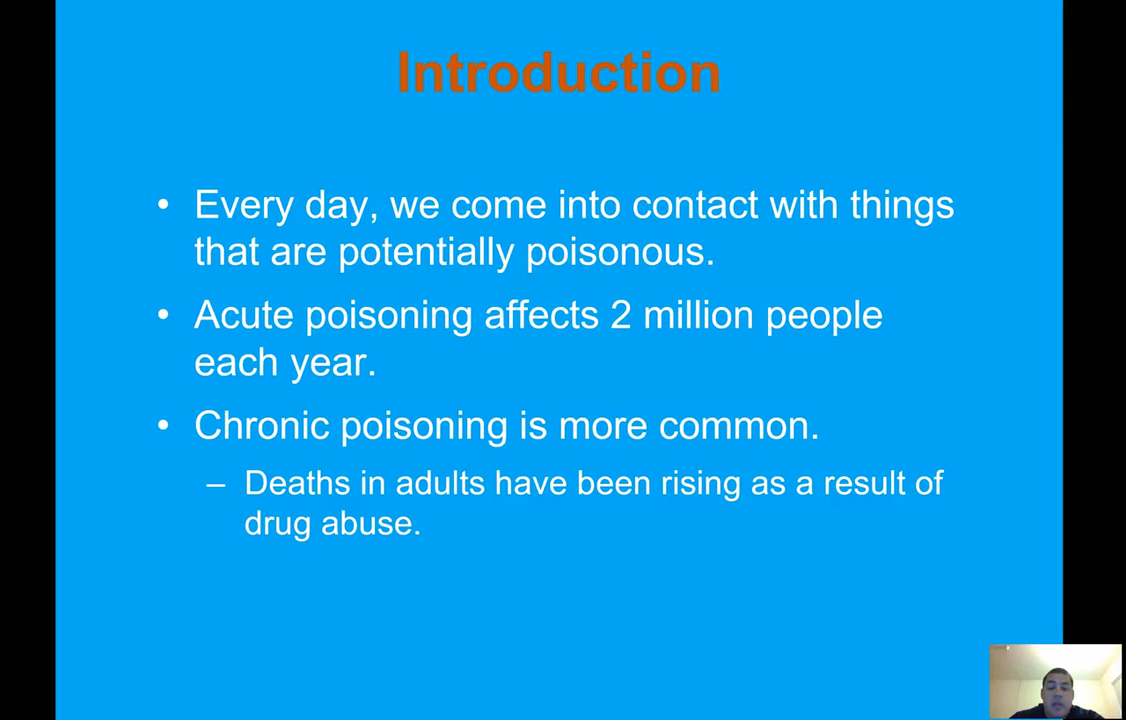 Introduction
• Every day, we come into contact with things
that are potentially poisonous.
• Acute poisoning affects 2 million people
each year.
• Chronic poisoning is more common.
– Deaths in adults have been rising as a result of
drug abuse.